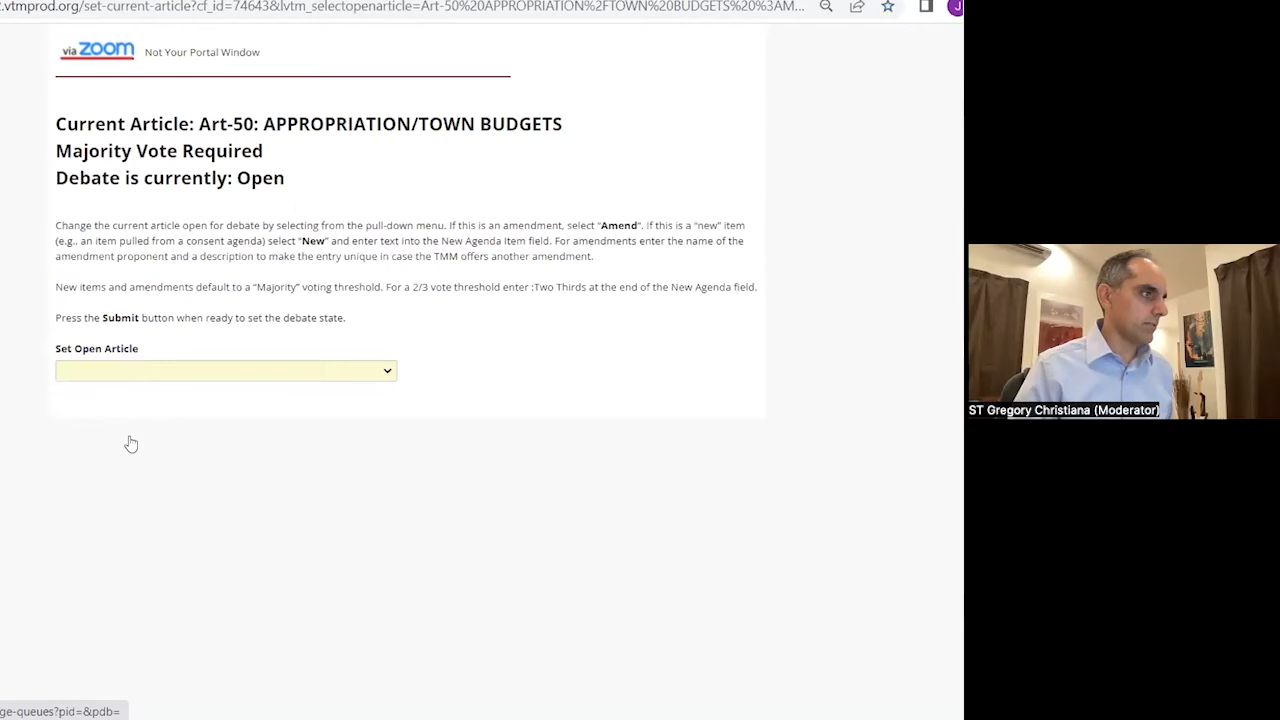 .vtmprod.org/set-current-article?cf_id=74643&lvtm_selectopenarticle=Art-50%20APPROPRIATION%2FTOWN%20BUDGETS%20%3AM...
J
via zoom Not Your Portal Window
Current Article: Art-50: APPROPRIATION/TOWN BUDGETS
Majority Vote Required
Debate is currently: Open
Change the current article open for debate by selecting from the pull-down menu. If this is an amendment, select "Amend". If this is a "new" item
(e.g.. an item pulled from a consent agenda) select "New" and enter text into the New Agenda Item field. For amendments enter the name of the
amendment proponent and a description to make the entry unique in case the TMM offers another amendment.
New items and amendments default to a "Majority" voting threshold. For a 2/3 vote threshold enter :Two Thirds at the end of the New Agenda field.
Press the Submit button when ready to set the debate state.
Set Open Article
ST Gregory Christiana (Moderator)
ge-queues?pid=&pdb=